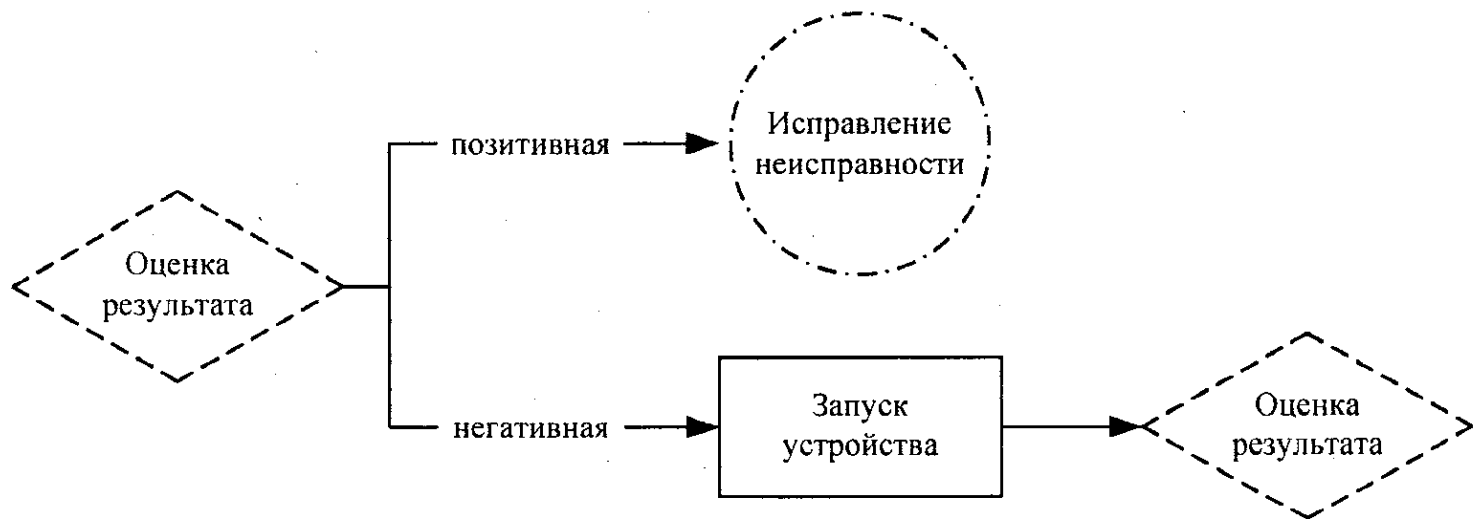 позитивная
Исправление
неисправности
Оценка
результата
негативная
Запуск
устройства
Оценка
результата